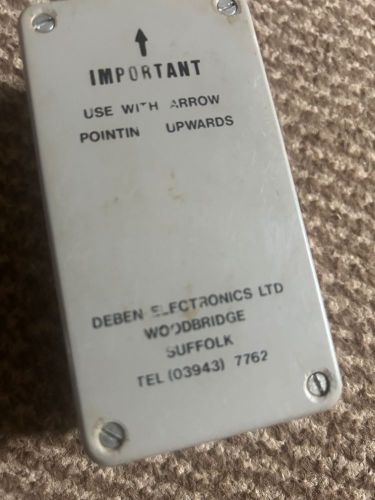 IMPORTANT
USE WITH ARROW
POINTIN UPWARDS
DEBEN ELECTRONICS LTD
WOODBRIDGE
SUFFOLK
TEL (03943) 7762